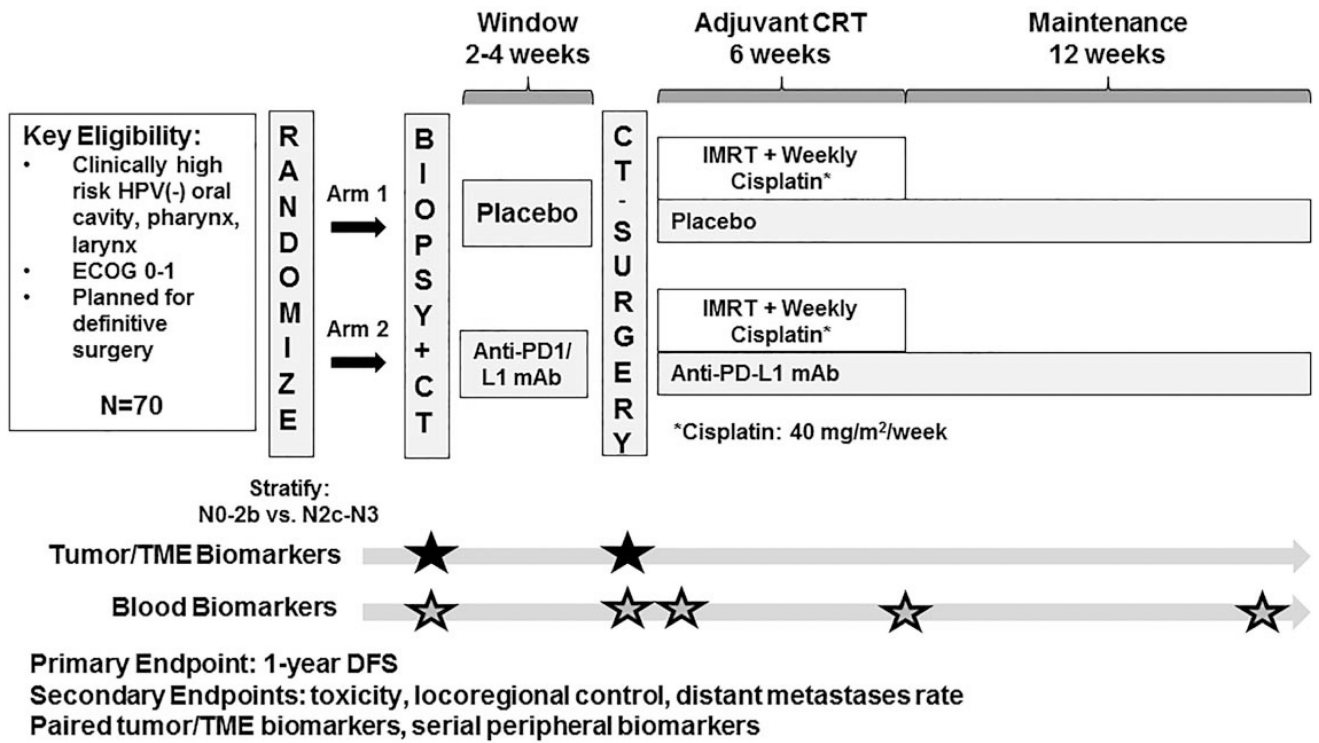 Window
2-4 weeks
Adjuvant CRT
6 weeks
Maintenance
12 weeks
Key Eligibility:
• Clinically high
risk HPV(-) oral
cavity, pharynx,
larynx
• ECOG 0-1
• Planned for
definitive
surgery
N=70
RANDOMIZE
Arm 1
Arm 2
BIOPSY+CT
Placebo
Anti-PD1/
L1 mAb
CT-SURGERY
IMRT + Weekly
Cisplatin*
Placebo
IMRT + Weekly
Cisplatin*
Anti-PD-L1 mAb
*Cisplatin: 40 mg/m²/week
Stratify:
N0-2b vs. N2c-N3
Tumor/TME Biomarkers
Blood Biomarkers
Primary Endpoint: 1-year DFS
Secondary Endpoints: toxicity, locoregional control, distant metastases rate
Paired tumor/TME biomarkers, serial peripheral biomarkers